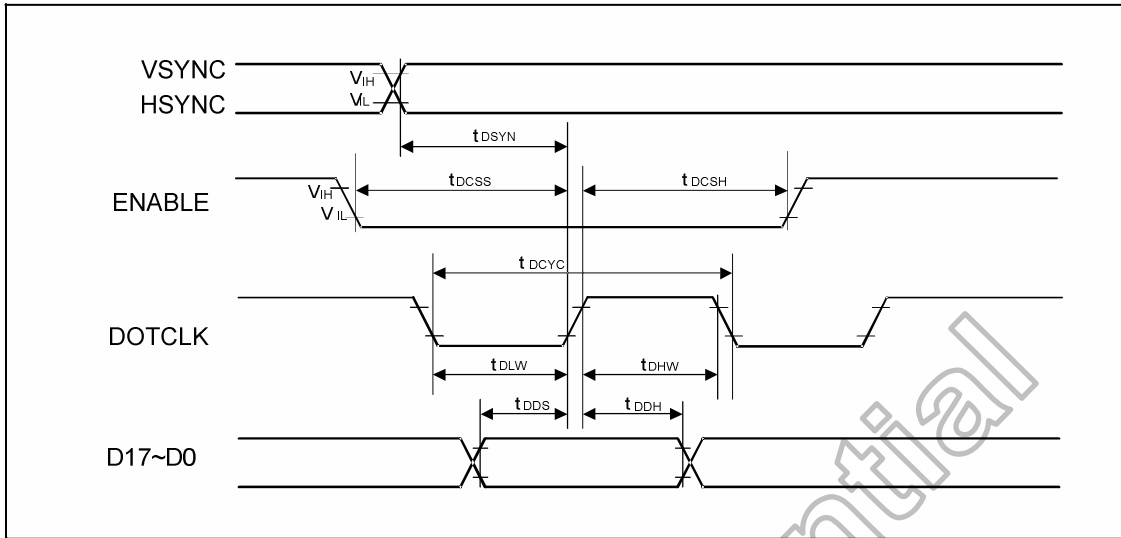 VSYNC
VIH
HSYNC
VIL
tDSYN
tDCSS
tDCSH
ENABLE
VIH
VIL
tDCYC
DOTCLK
tDLW
tDHW
tDDS
tDDH
D17~D0